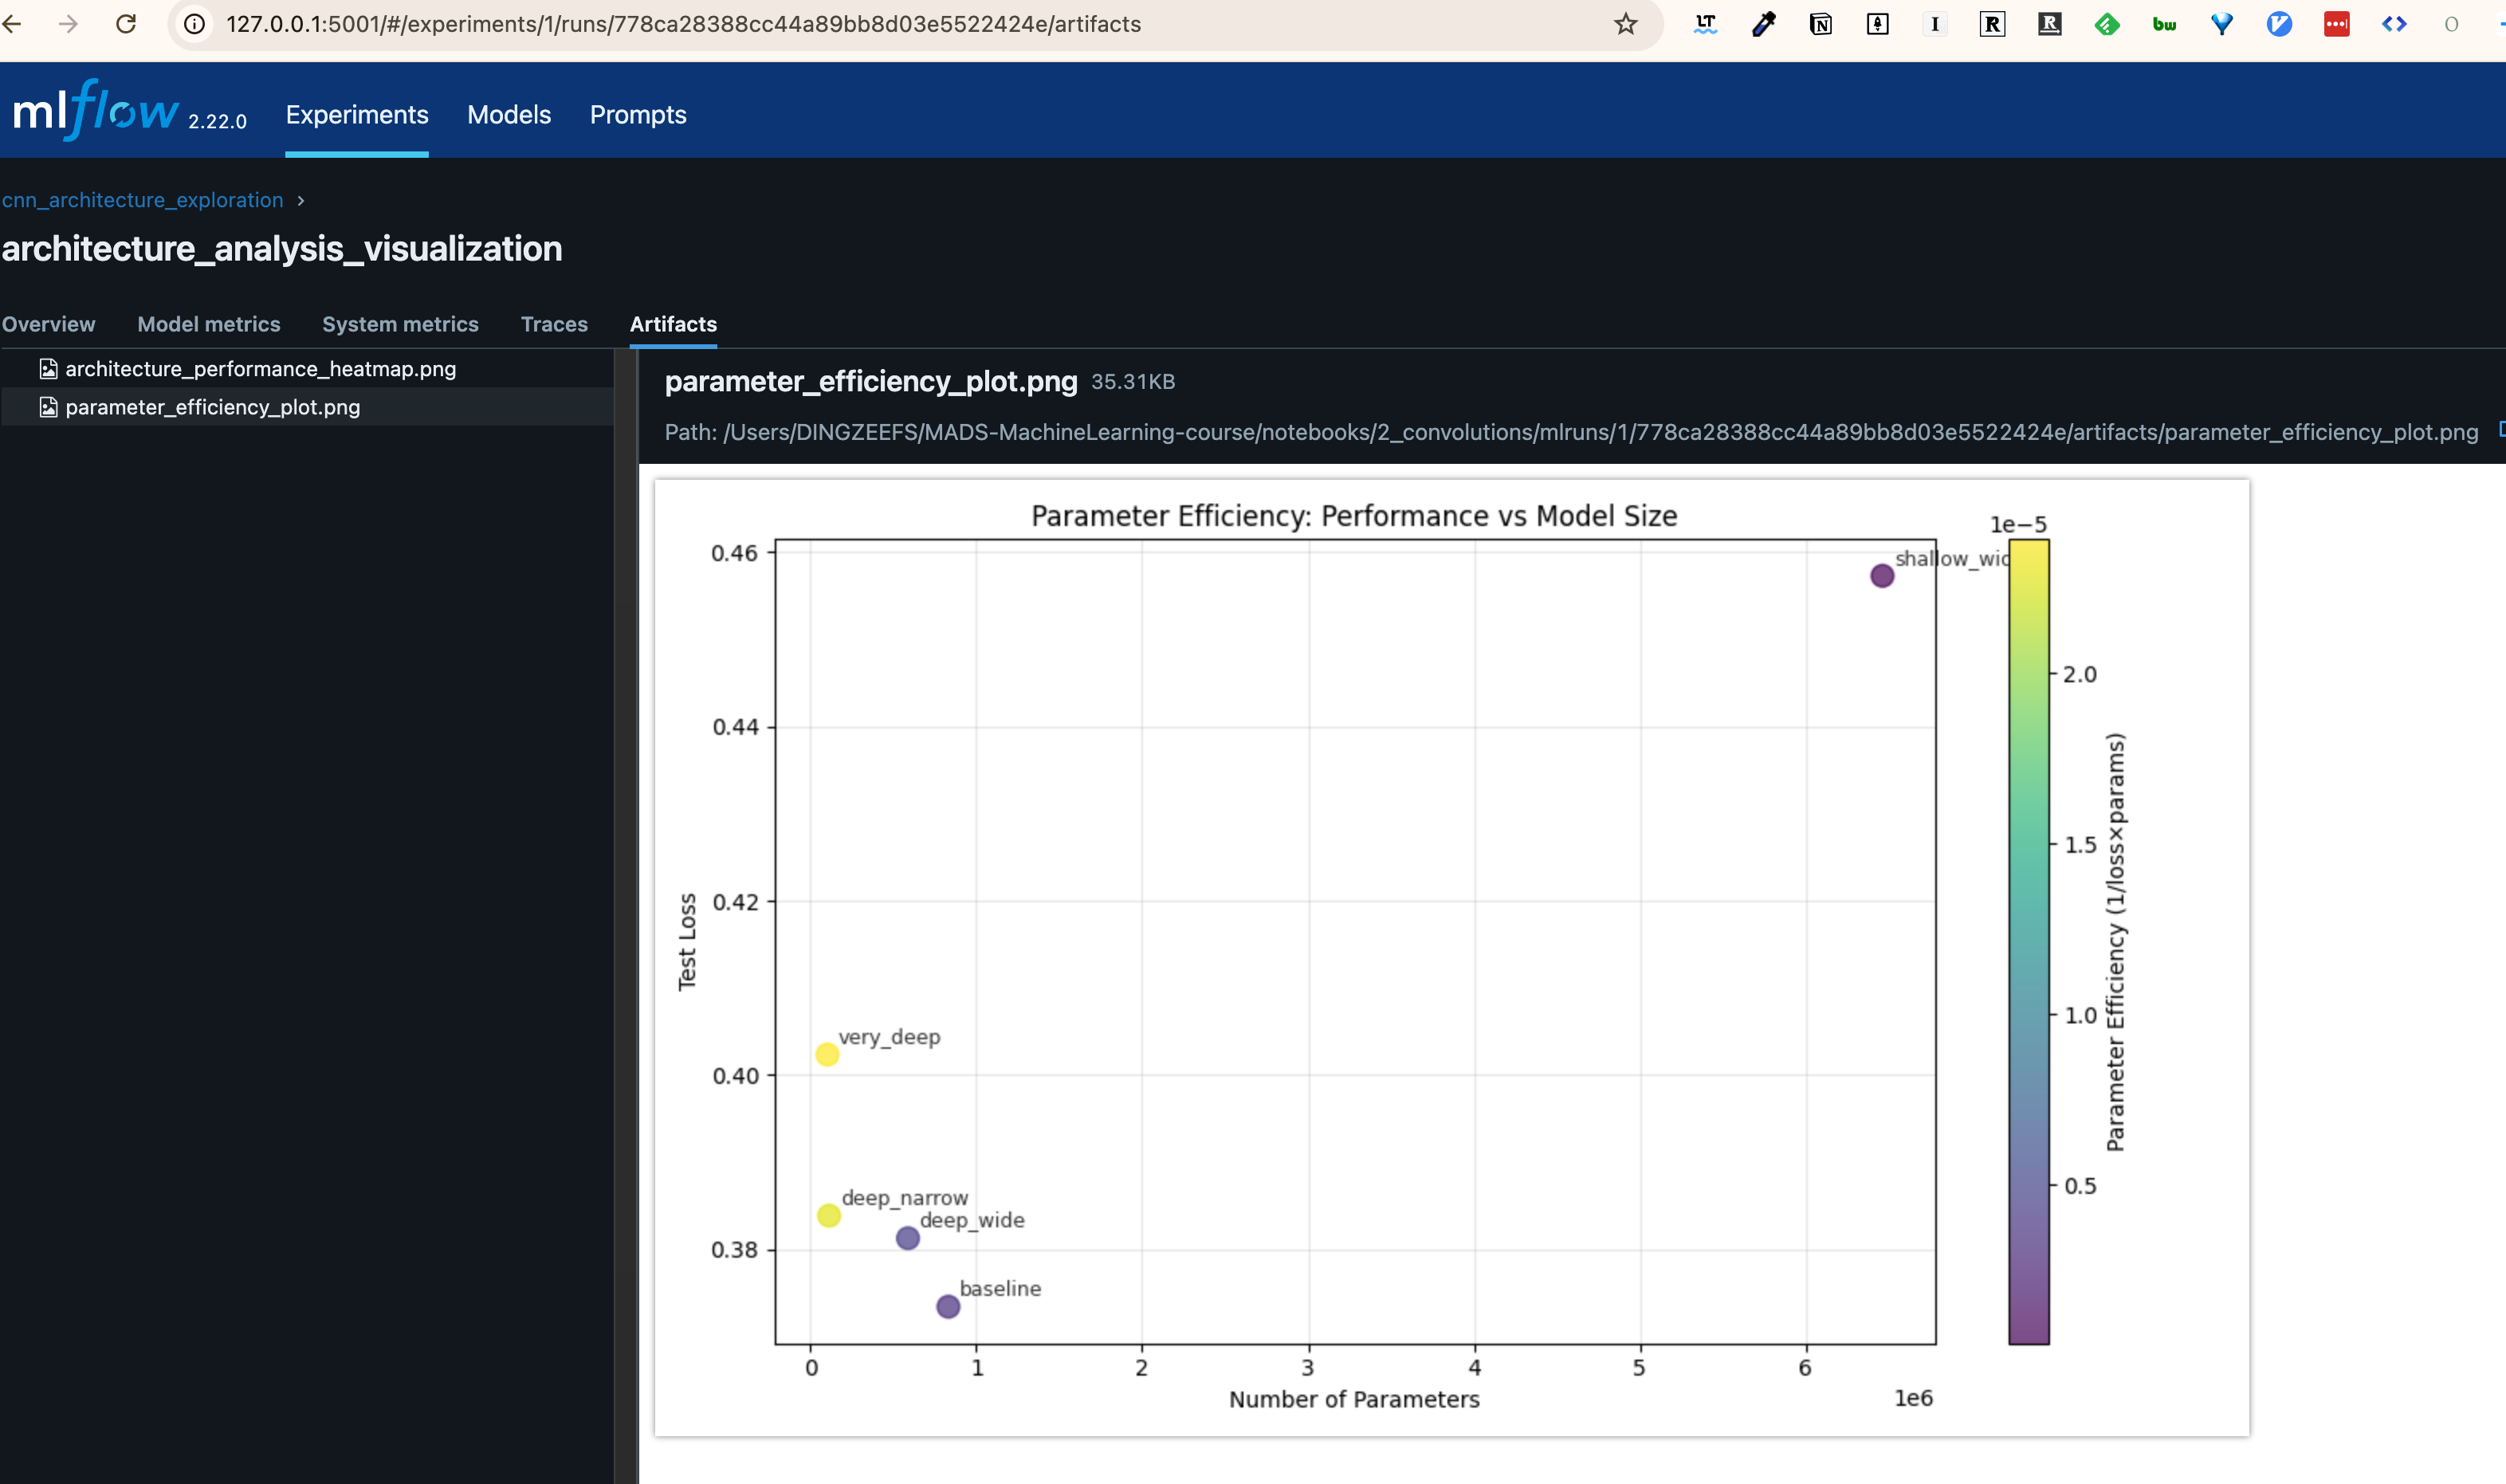 127.0.0.1:5001/#/experiments/1/runs/778ca28388cc44a89bb8d03e5522424e/artifacts
mlflow 2.22.0 Experiments Models Prompts
cnn_architecture_exploration >
architecture_analysis_visualization
Overview Model metrics System metrics Traces Artifacts
architecture_performance_heatmap.png
parameter_efficiency_plot.png
parameter_efficiency_plot.png 35.31KB
Path: /Users/DINGZEEFS/MADS-MachineLearning-course/notebooks/2_convolutions/mlruns/1/778ca28388cc44a89bb8d03e5522424e/artifacts/parameter_efficiency_plot.png
Parameter Efficiency: Performance vs Model Size
1e−5
0.46
shallow_wid
2.0
0.44
1.5
0.42
Test Loss
Parameter Efficiency (1/loss×params)
1.0
very_deep
0.40
deep_narrow
deep_wide
0.5
0.38
baseline
0 1 2 3 4 5 6
Number of Parameters
1e6